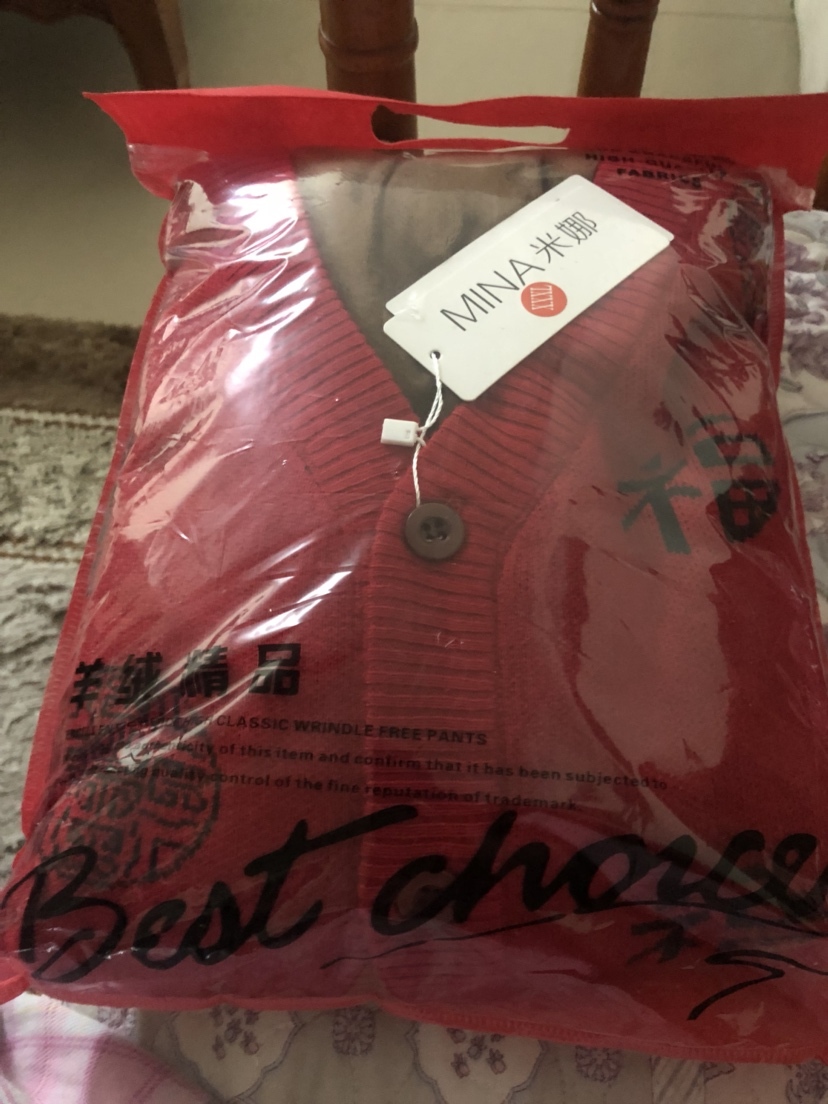 HIGH QUALITY
FABRICS
MINA米娜
XXXL
福
羊绒精品
CLASSIC WRINDLE FREE PANTS
of this item and confirm that it has been subjected to
quality control of the fine reputation of trademark
Best choice